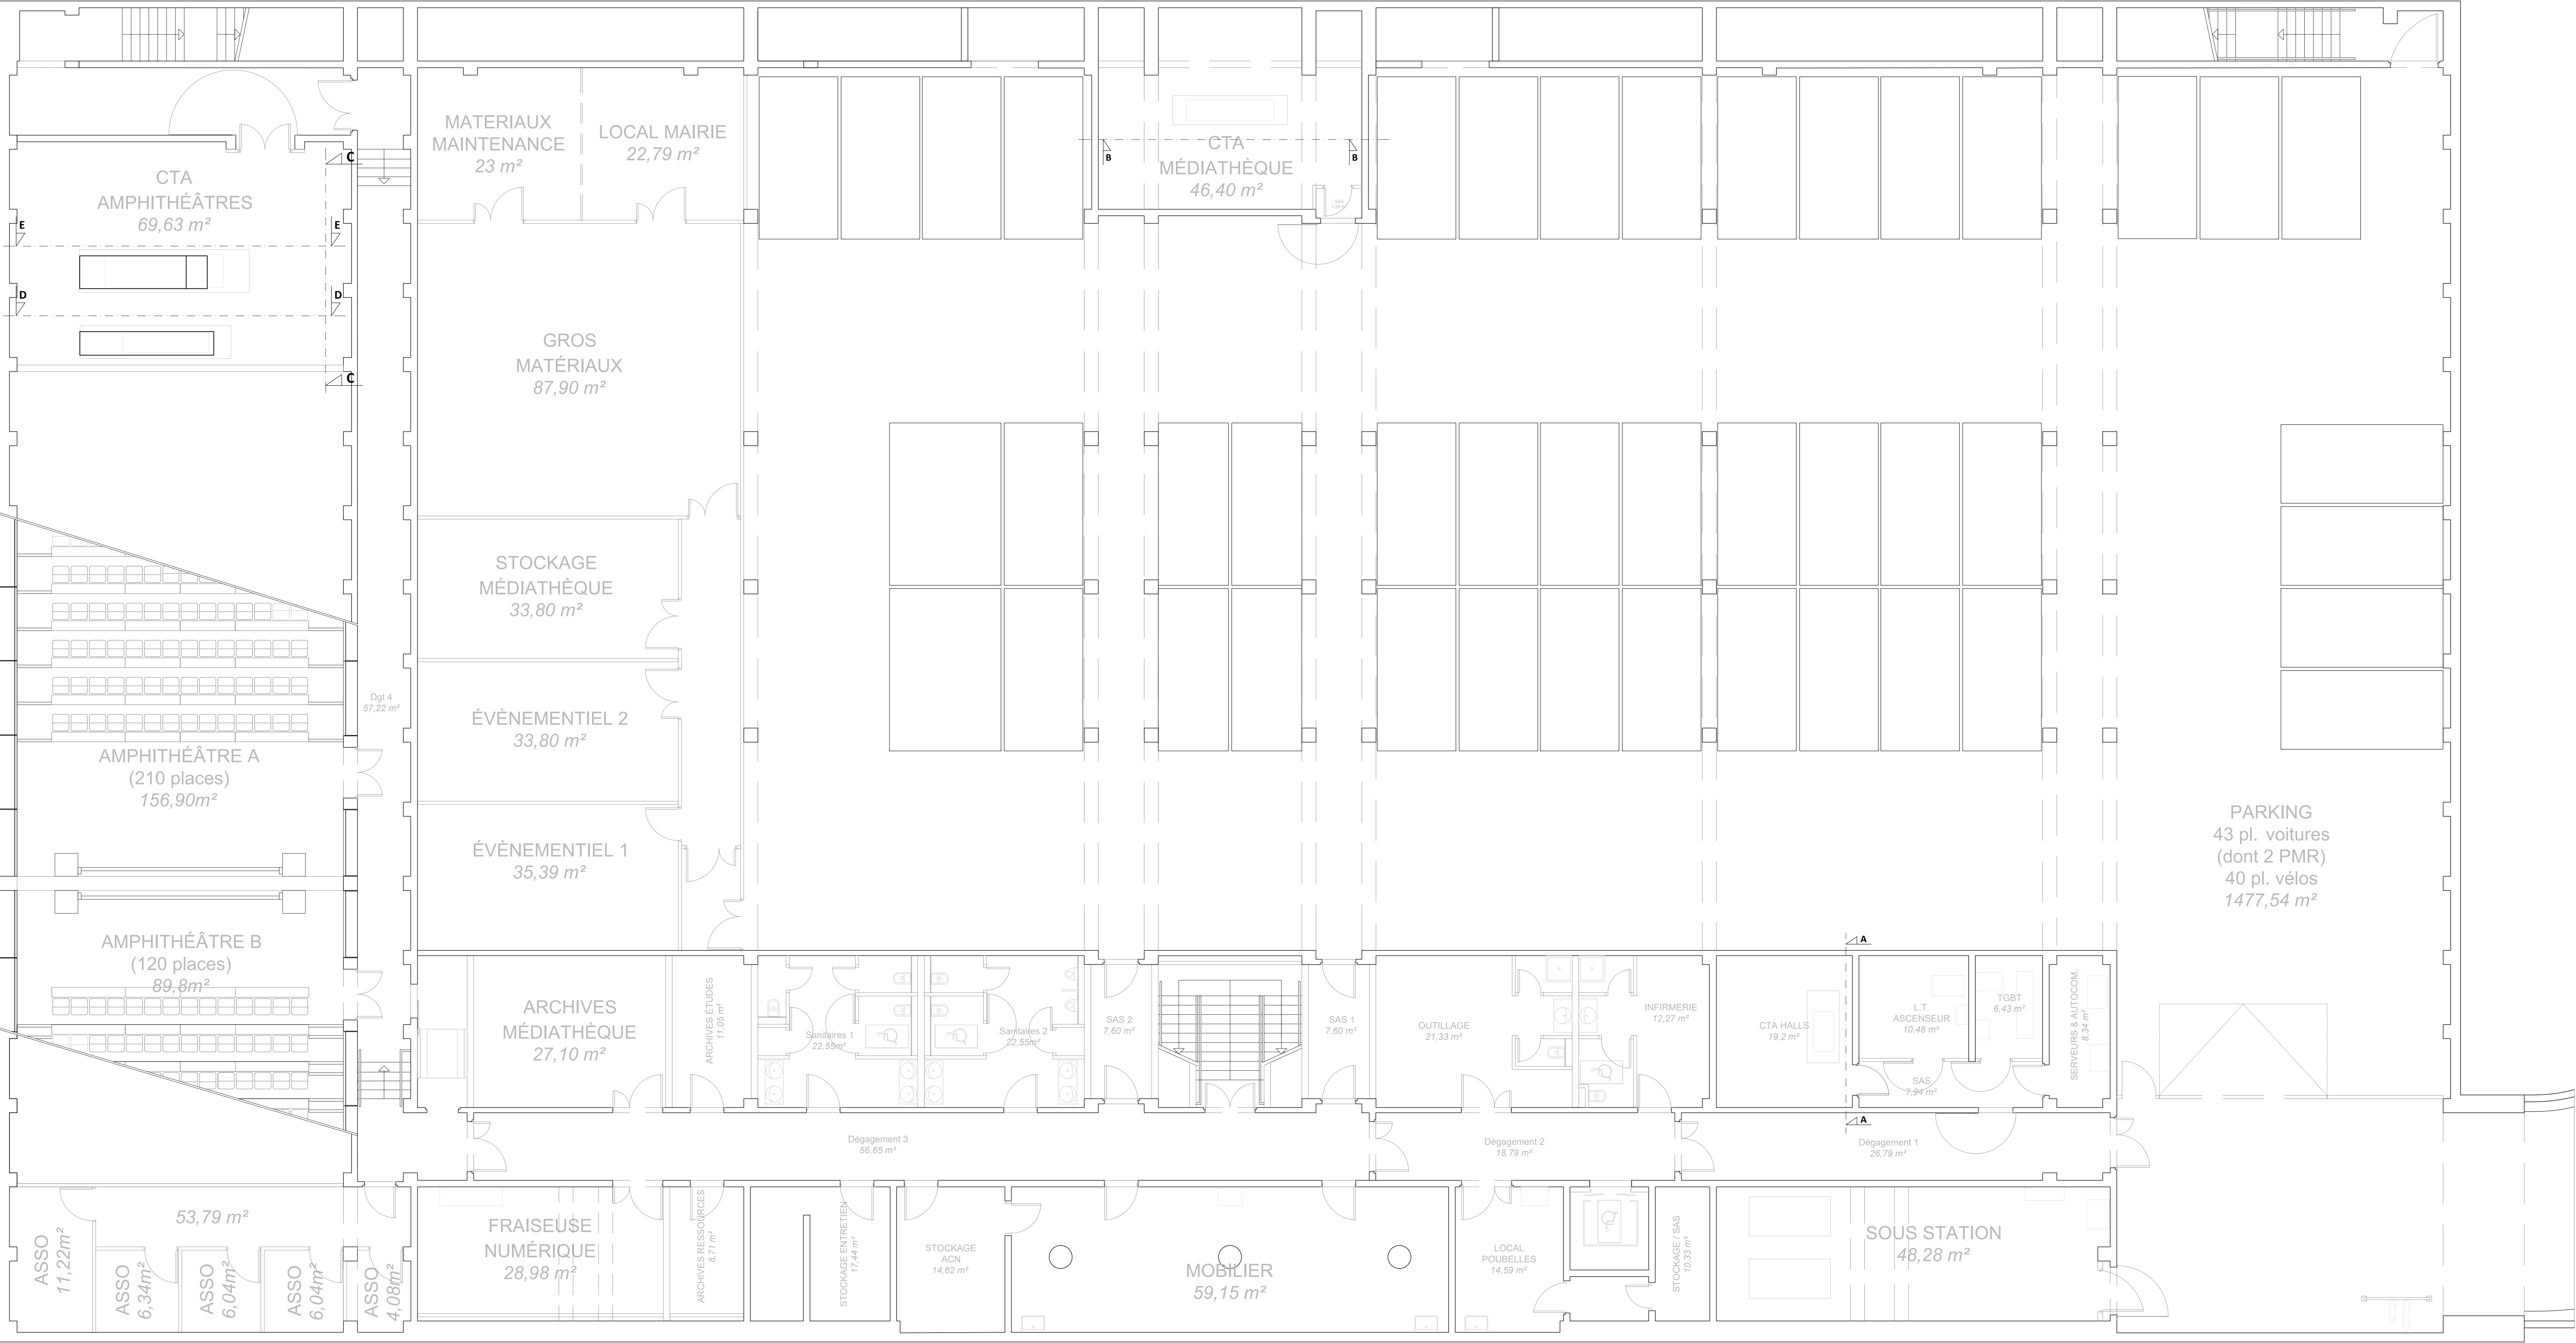 MATERIAUX
MAINTENANCE
23 m²
LOCAL MAIRIE
22,79 m²
CTA
MÉDIATHÈQUE
46,40 m²
B
B
SAS
CTA
AMPHITHÉÂTRES
69,63 m²
C
E
E
D
D
C
GROS
MATÉRIAUX
87,90 m²
STOCKAGE
MÉDIATHÈQUE
33,80 m²
Dgt 4
57,22 m²
ÉVÈNEMENTIEL 2
33,80 m²
AMPHITHÉÂTRE A
(210 places)
156,90m²
ÉVÈNEMENTIEL 1
35,39 m²
PARKING
43 pl. voitures
(dont 2 PMR)
40 pl. vélos
1477,54 m²
AMPHITHÉÂTRE B
(120 places)
89,8m²
ARCHIVES
MÉDIATHÈQUE
27,10 m²
ARCHIVES ÉTUDES
11,05 m²
Sanitaires 1
22,55m²
Sanitaires 2
22,55m²
SAS 2
7,60 m²
SAS 1
7,60 m²
OUTILLAGE
21,33 m²
INFIRMERIE
12,27 m²
A
CTA HALLS
19,2 m²
L.T.
ASCENSEUR
10,48 m²
TGBT
6,43 m²
SERVEURS & AUTOCOM.
8,34 m²
SAS
7,94 m²
A
Dégagement 3
56,65 m²
Dégagement 2
18,79 m²
Dégagement 1
26,79 m²
53,79 m²
ASSO
11,22m²
ASSO
6,34m²
ASSO
6,04m²
ASSO
6,04m²
ASSO
4,08m²
FRAISEUSE
NUMÉRIQUE
28,98 m²
ARCHIVES RESSOURCES
8,71 m²
STOCKAGE ENTRETIEN
17,44 m²
STOCKAGE
ACN
14,62 m²
MOBILIER
59,15 m²
LOCAL
POUBELLES
14,59 m²
STOCKAGE / SAS
10,33 m²
SOUS STATION
48,28 m²